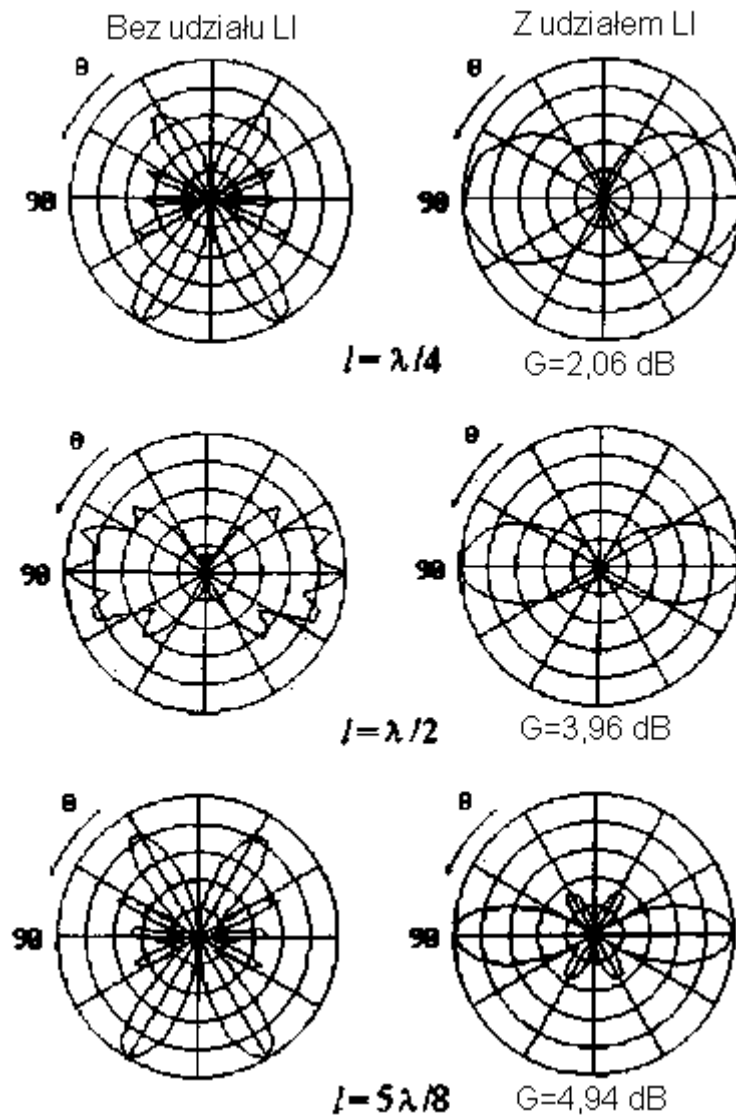 Bez udziału LI
Z udziałem LI
θ
θ
90
90
l = λ/4
G=2,06 dB
θ
θ
90
90
l = λ/2
G=3,96 dB
θ
θ
90
90
l = 5λ/8
G=4,94 dB